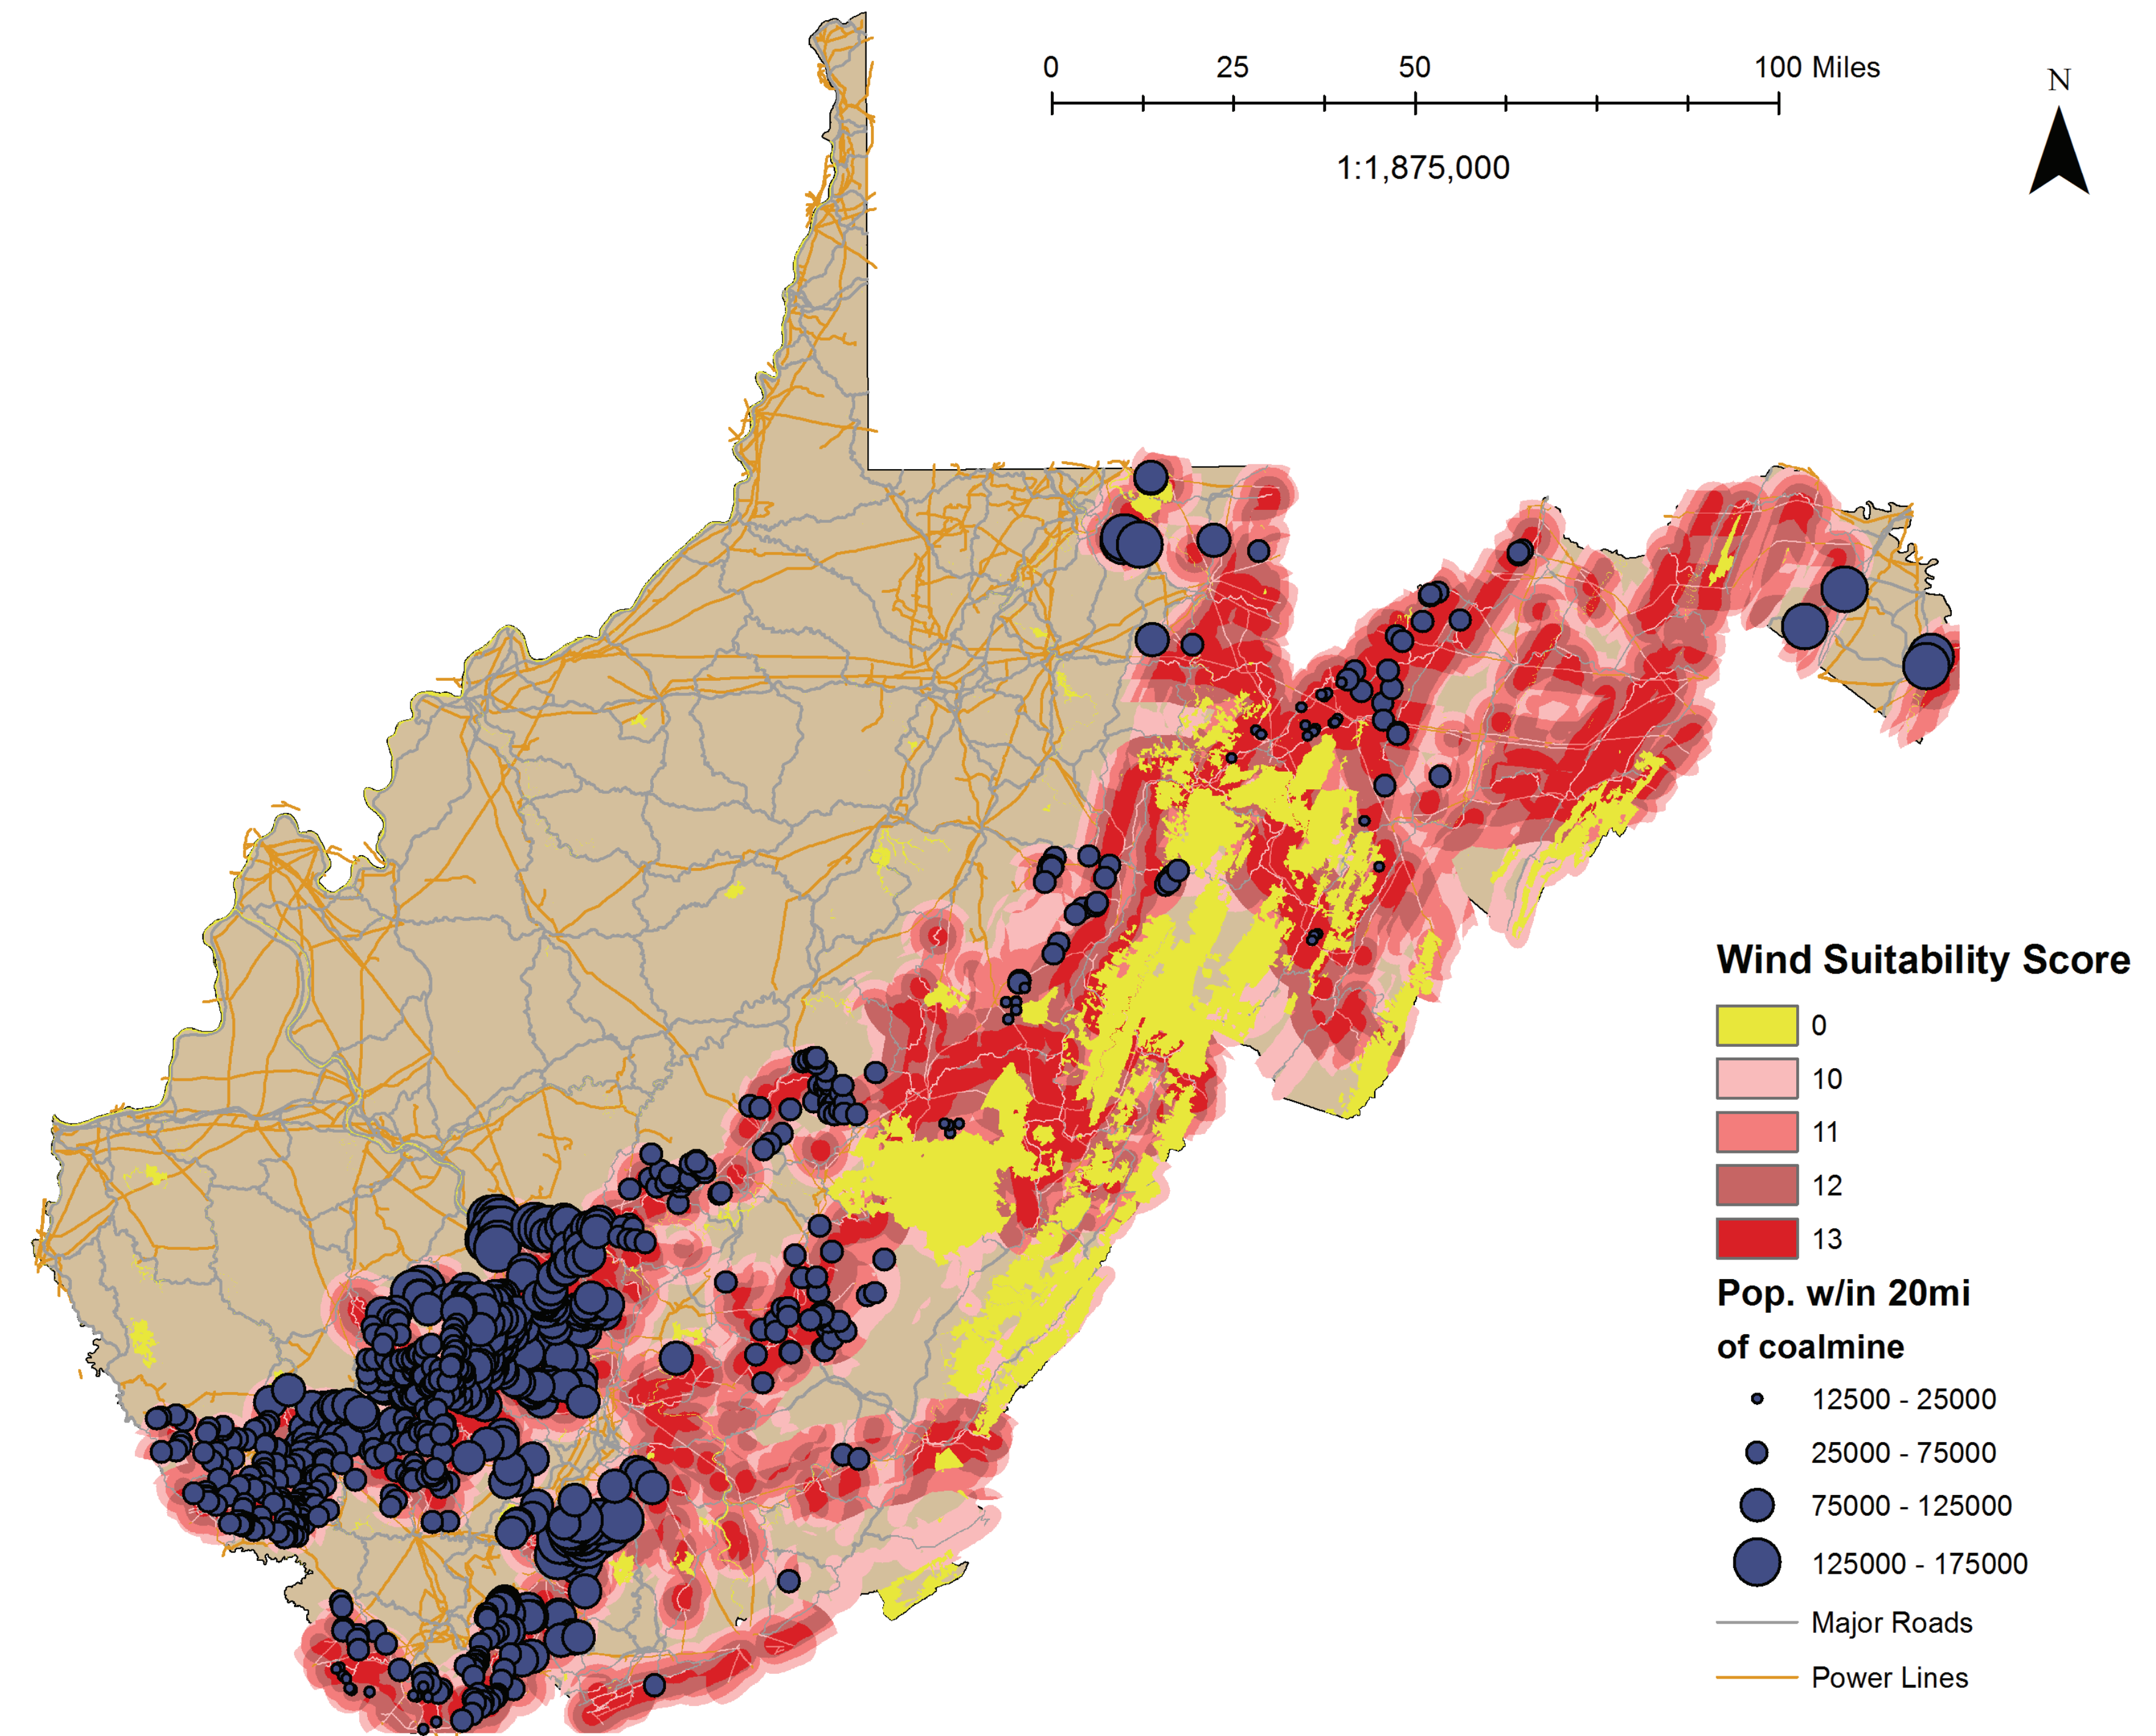 0 25 50 100 Miles
N
1:1,875,000
Wind Suitability Score
0
10
11
12
13
Pop. w/in 20mi
of coalmine
12500 - 25000
25000 - 75000
75000 - 125000
125000 - 175000
Major Roads
Power Lines